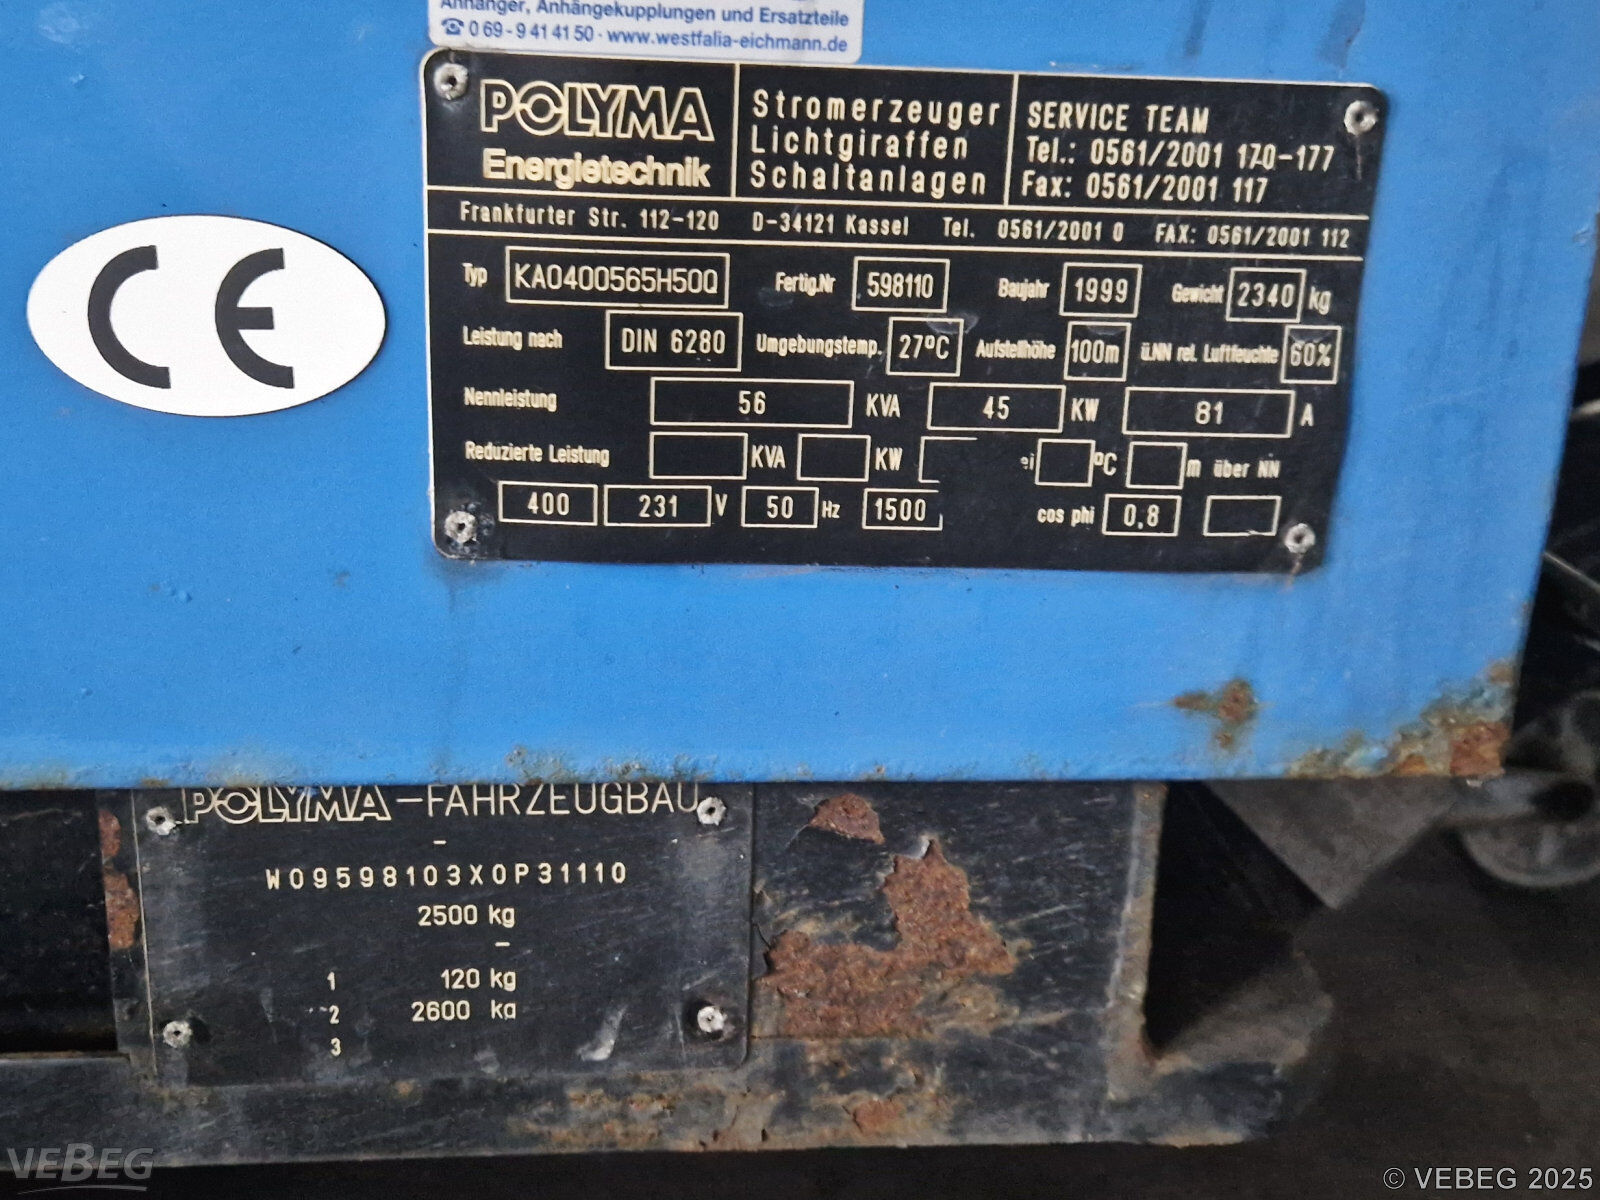 Anhänger, Anhängekupplungen und Ersatzteile
☎ 0 69 - 9 41 41 50 · www.westfalia-eichmann.de
POLYMA
Energietechnik
Stromerzeuger
Lichtgiraffen
Schaltanlagen
SERVICE TEAM
Tel.: 0561/2001 170-177
Fax: 0561/2001 117
Frankfurter Str. 112-120 D-34121 Kassel Tel. 0561/2001 0 FAX: 0561/2001 112
CE
Typ KA0400565H50Q Fertig.Nr 598110 Baujahr 1999 Gewicht 2340 kg
Leistung nach DIN 6280 Umgebungstemp. 27°C Aufstellhöhe 100m ü.NN rel. Luftfeuchte 60%
Nennleistung 56 KVA 45 KW 81 A
Reduzierte Leistung KVA KW ei °C m über NN
400 231 V 50 Hz 1500 cos phi 0,8
POLYMA-FAHRZEUGBAU
-
W09598103X0P31110
2500 kg
-
1 120 kg
2 2600 kg
3
VEBEG
© VEBEG 2025